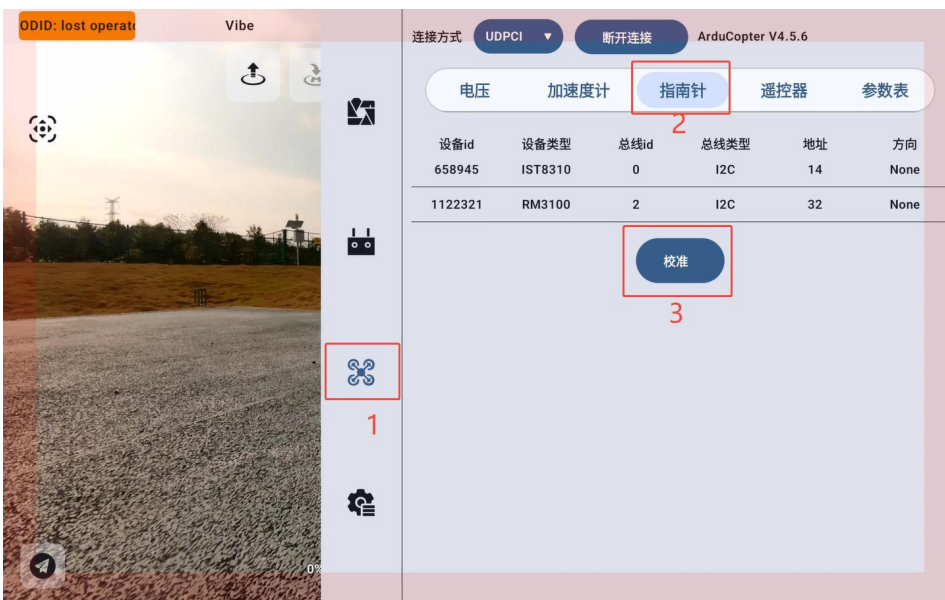 ODID: lost operato
Vibe
连接方式 UDPCI ▼ 断开连接 ArduCopter V4.5.6
电压 加速度计 指南针 遥控器 参数表
2
设备id 设备类型 总线id 总线类型 地址 方向
658945 IST8310 0 I2C 14 None
1122321 RM3100 2 I2C 32 None
校准
3
1
0%